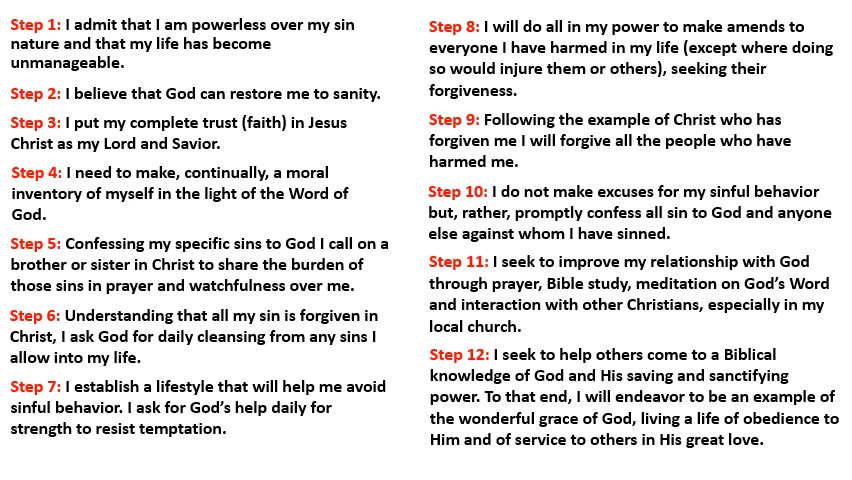 Step 1: I admit that I am powerless over my sin
nature and that my life has become
unmanageable.
Step 2: I believe that God can restore me to sanity.
Step 3: I put my complete trust (faith) in Jesus
Christ as my Lord and Savior.
Step 4: I need to make, continually, a moral
inventory of myself in the light of the Word of
God.
Step 5: Confessing my specific sins to God I call on a
brother or sister in Christ to share the burden of
those sins in prayer and watchfulness over me.
Step 6: Understanding that all my sin is forgiven in
Christ, I ask God for daily cleansing from any sins I
allow into my life.
Step 7: I establish a lifestyle that will help me avoid
sinful behavior. I ask for God's help daily for
strength to resist temptation.
Step 8: I will do all in my power to make amends to
everyone I have harmed in my life (except where doing
so would injure them or others), seeking their
forgiveness.
Step 9: Following the example of Christ who has
forgiven me I will forgive all the people who have
harmed me.
Step 10: I do not make excuses for my sinful behavior
but, rather, promptly confess all sin to God and anyone
else against whom I have sinned.
Step 11: I seek to improve my relationship with God
through prayer, Bible study, meditation on God's Word
and interaction with other Christians, especially in my
local church.
Step 12: I seek to help others come to a Biblical
knowledge of God and His saving and sanctifying
power. To that end, I will endeavor to be an example of
the wonderful grace of God, living a life of obedience to
Him and of service to others in His great love.